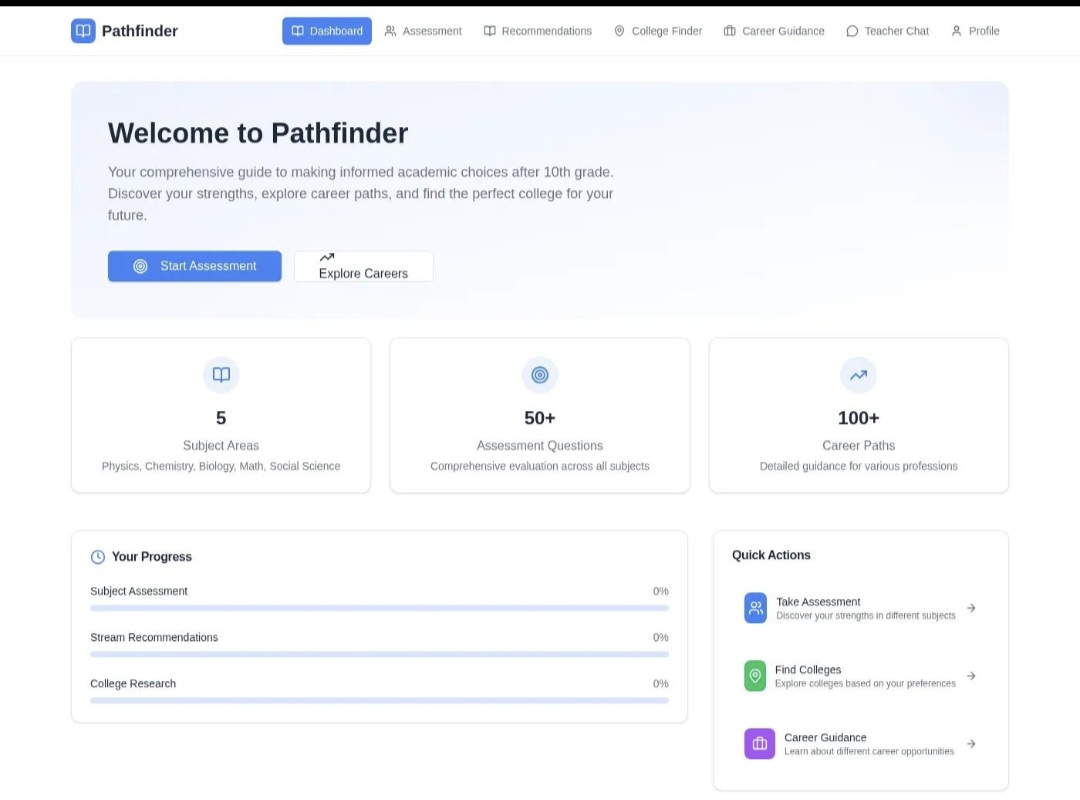 Pathfinder
Dashboard
Assessment
Recommendations
College Finder
Career Guidance
Teacher Chat
Profile
Welcome to Pathfinder
Your comprehensive guide to making informed academic choices after 10th grade.
Discover your strengths, explore career paths, and find the perfect college for your
future.
Start Assessment
Explore Careers
5
Subject Areas
Physics, Chemistry, Biology, Math, Social Science
50+
Assessment Questions
Comprehensive evaluation across all subjects
100+
Career Paths
Detailed guidance for various professions
Your Progress
Subject Assessment 0%
Stream Recommendations 0%
College Research 0%
Quick Actions
Take Assessment
Discover your strengths in different subjects
Find Colleges
Explore colleges based on your preferences
Career Guidance
Learn about different career opportunities